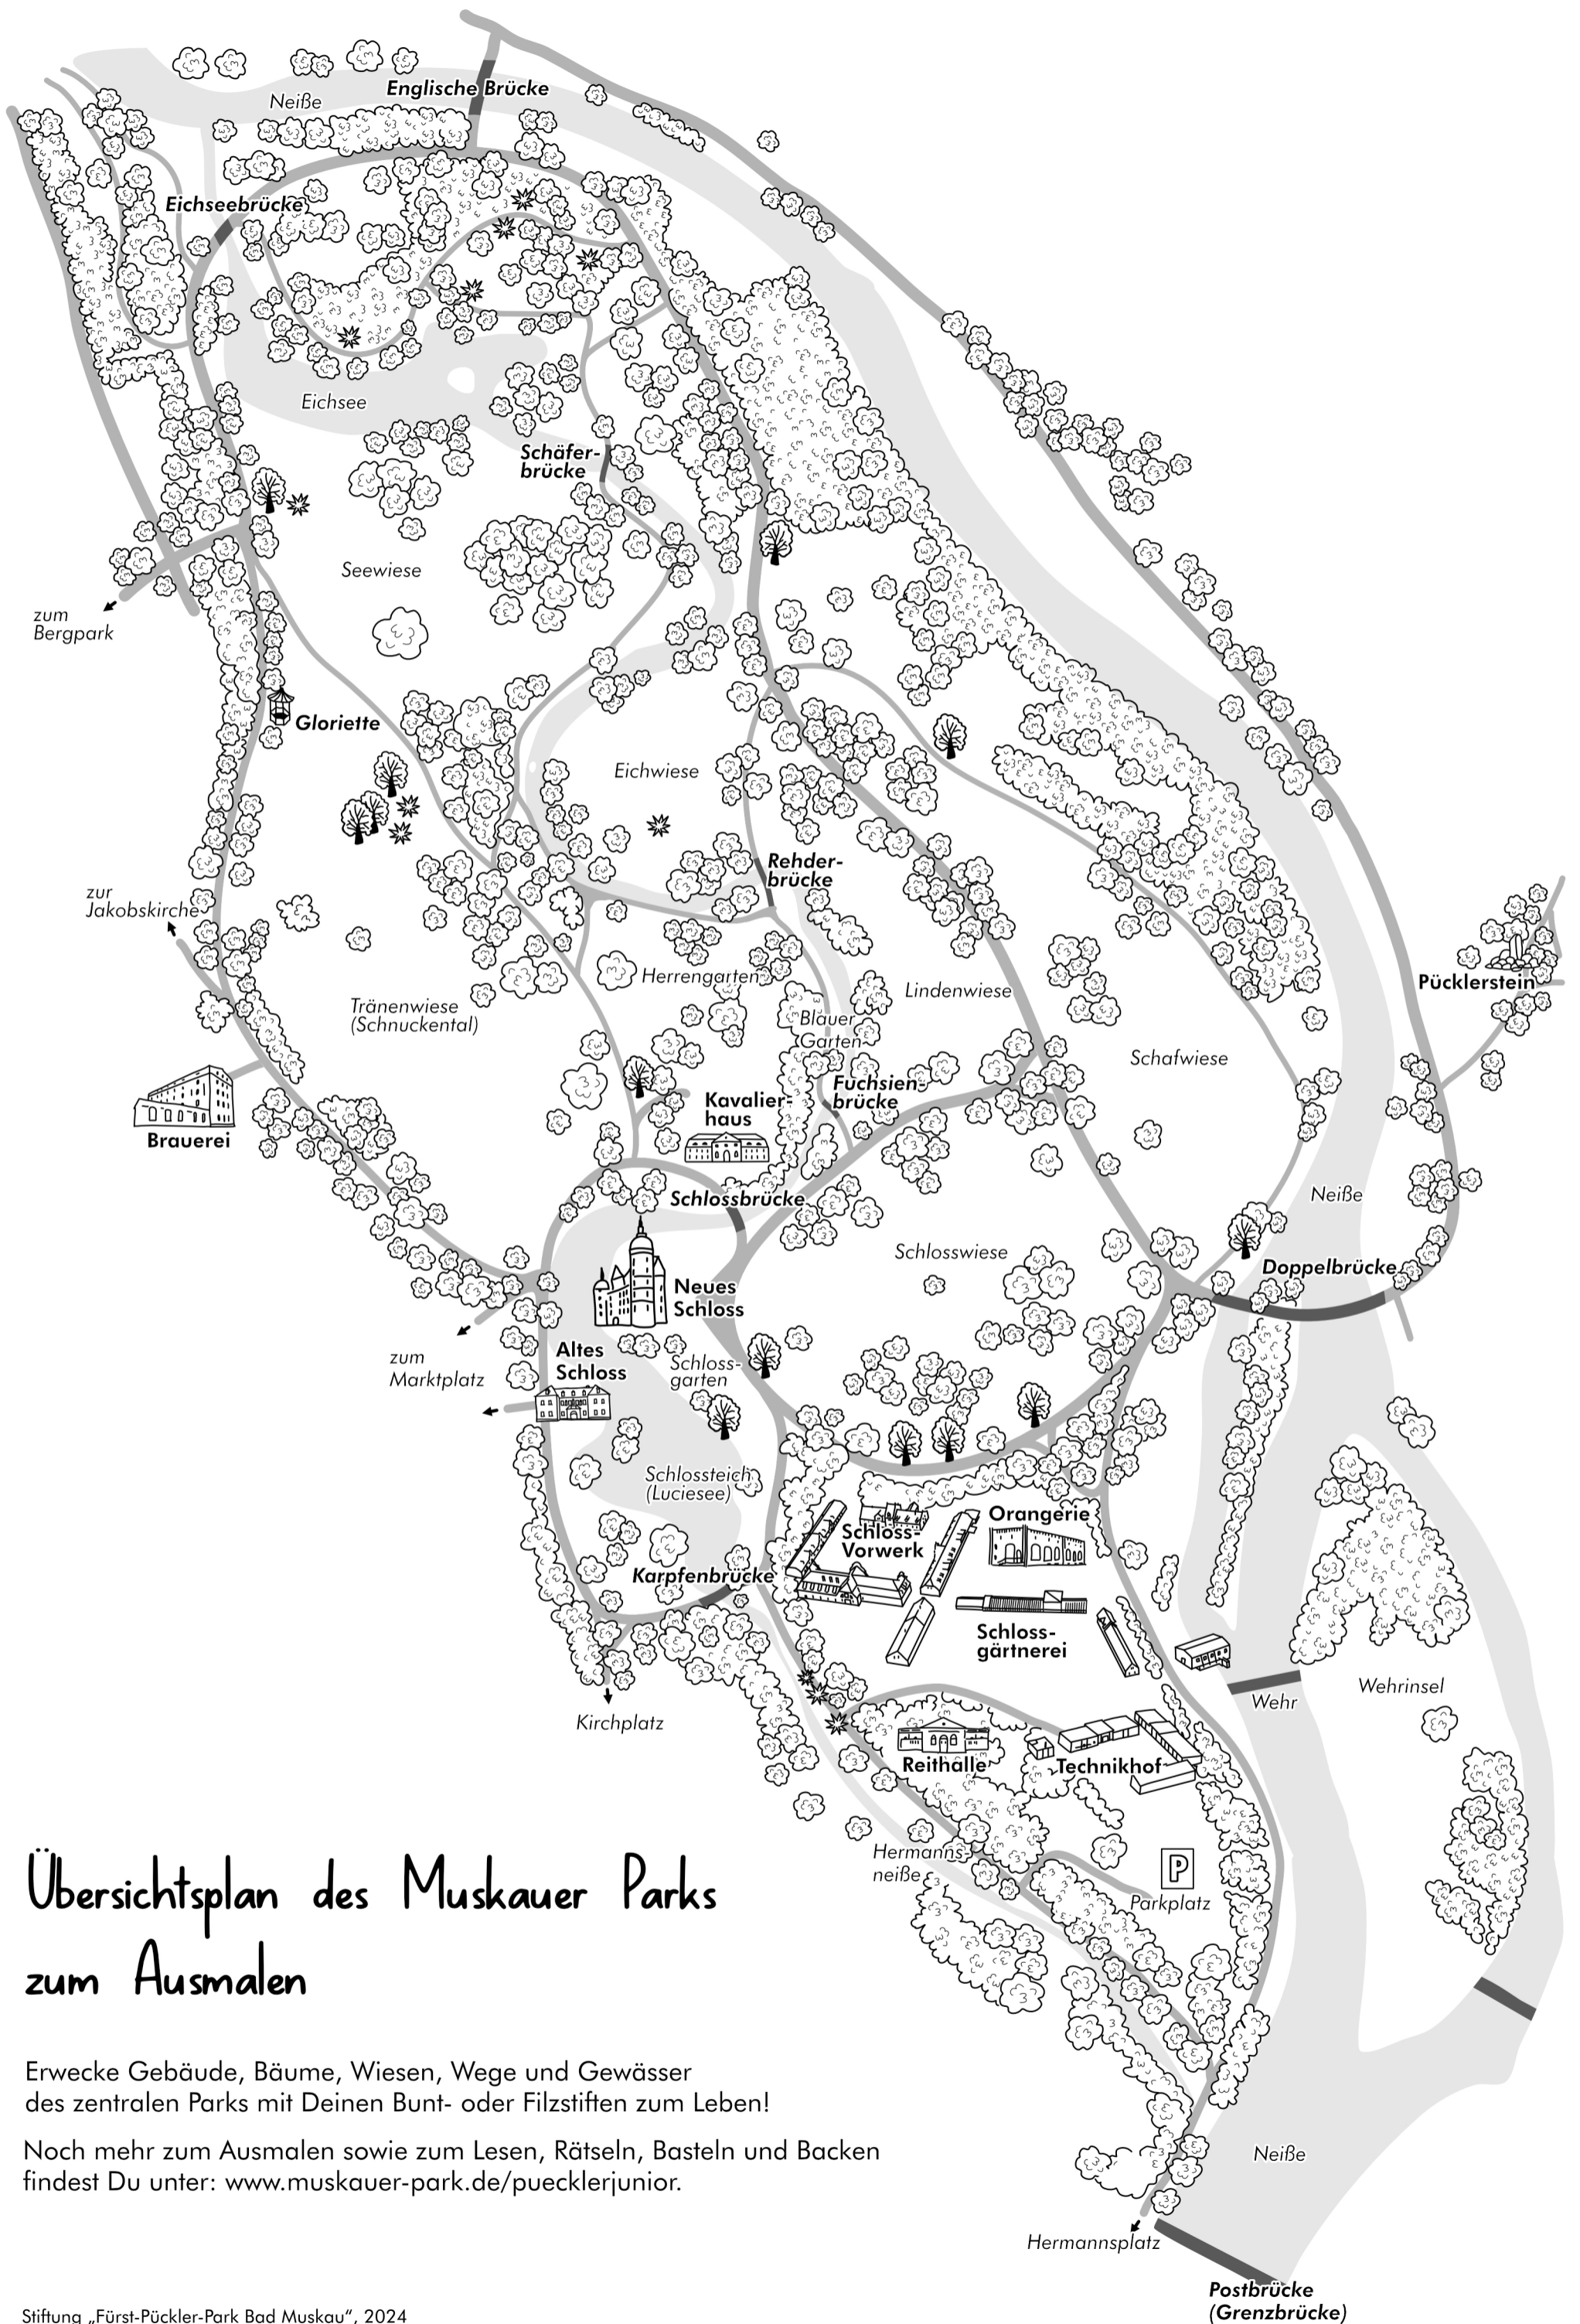 Neiße
Englische Brücke
Eichseebrücke
Eichsee
Schäfer-
brücke
Seewiese
zum
Bergpark
Gloriette
Eichwiese
Rehder-
brücke
zur
Jakobskirche
Herrengarten
Lindenwiese
Pücklerstein
Tränenwiese
(Schnuckental)
Blauer
Garten
Schafwiese
Brauerei
Kavalier-
haus
Fuchsien-
brücke
Schlossbrücke
Neiße
Schlosswiese
Doppelbrücke
Neues
Schloss
Altes
Schloss
zum
Marktplatz
Schloss-
garten
Schlossteich
(Luciesee)
Orangerie
Schloss-
Vorwerk
Karpfenbrücke
Schloss-
gärtnerei
Wehr
Wehrinsel
Kirchplatz
Reithalle
Technikhof
Hermanns-
neiße
P
Parkplatz
Übersichtsplan des Muskauer Parks
zum Ausmalen
Erwecke Gebäude, Bäume, Wiesen, Wege und Gewässer
des zentralen Parks mit Deinen Bunt- oder Filzstiften zum Leben!
Noch mehr zum Ausmalen sowie zum Lesen, Rätseln, Basteln und Backen
findest Du unter: www.muskauer-park.de/puecklerjunior.
Neiße
Hermannsplatz
Postbrücke
(Grenzbrücke)
Stiftung „Fürst-Pückler-Park Bad Muskau“, 2024